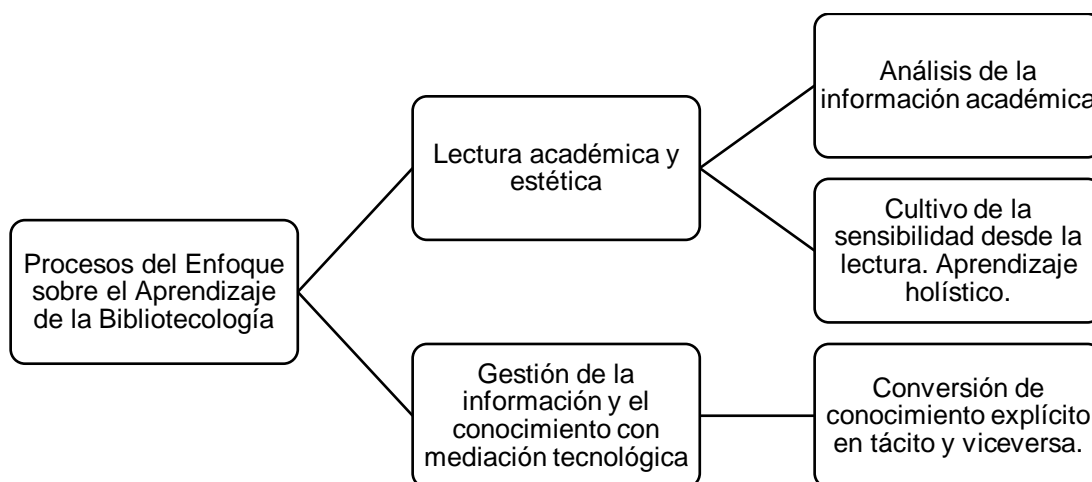 Procesos del Enfoque
sobre el Aprendizaje
de la Bibliotecología
Lectura académica y
estética
Análisis de la
información académica
Cultivo de la
sensibilidad desde la
lectura. Aprendizaje
holístico.
Gestión de la
información y el
conocimiento con
mediación tecnológica
Conversión de
conocimiento explícito
en tácito y viceversa.